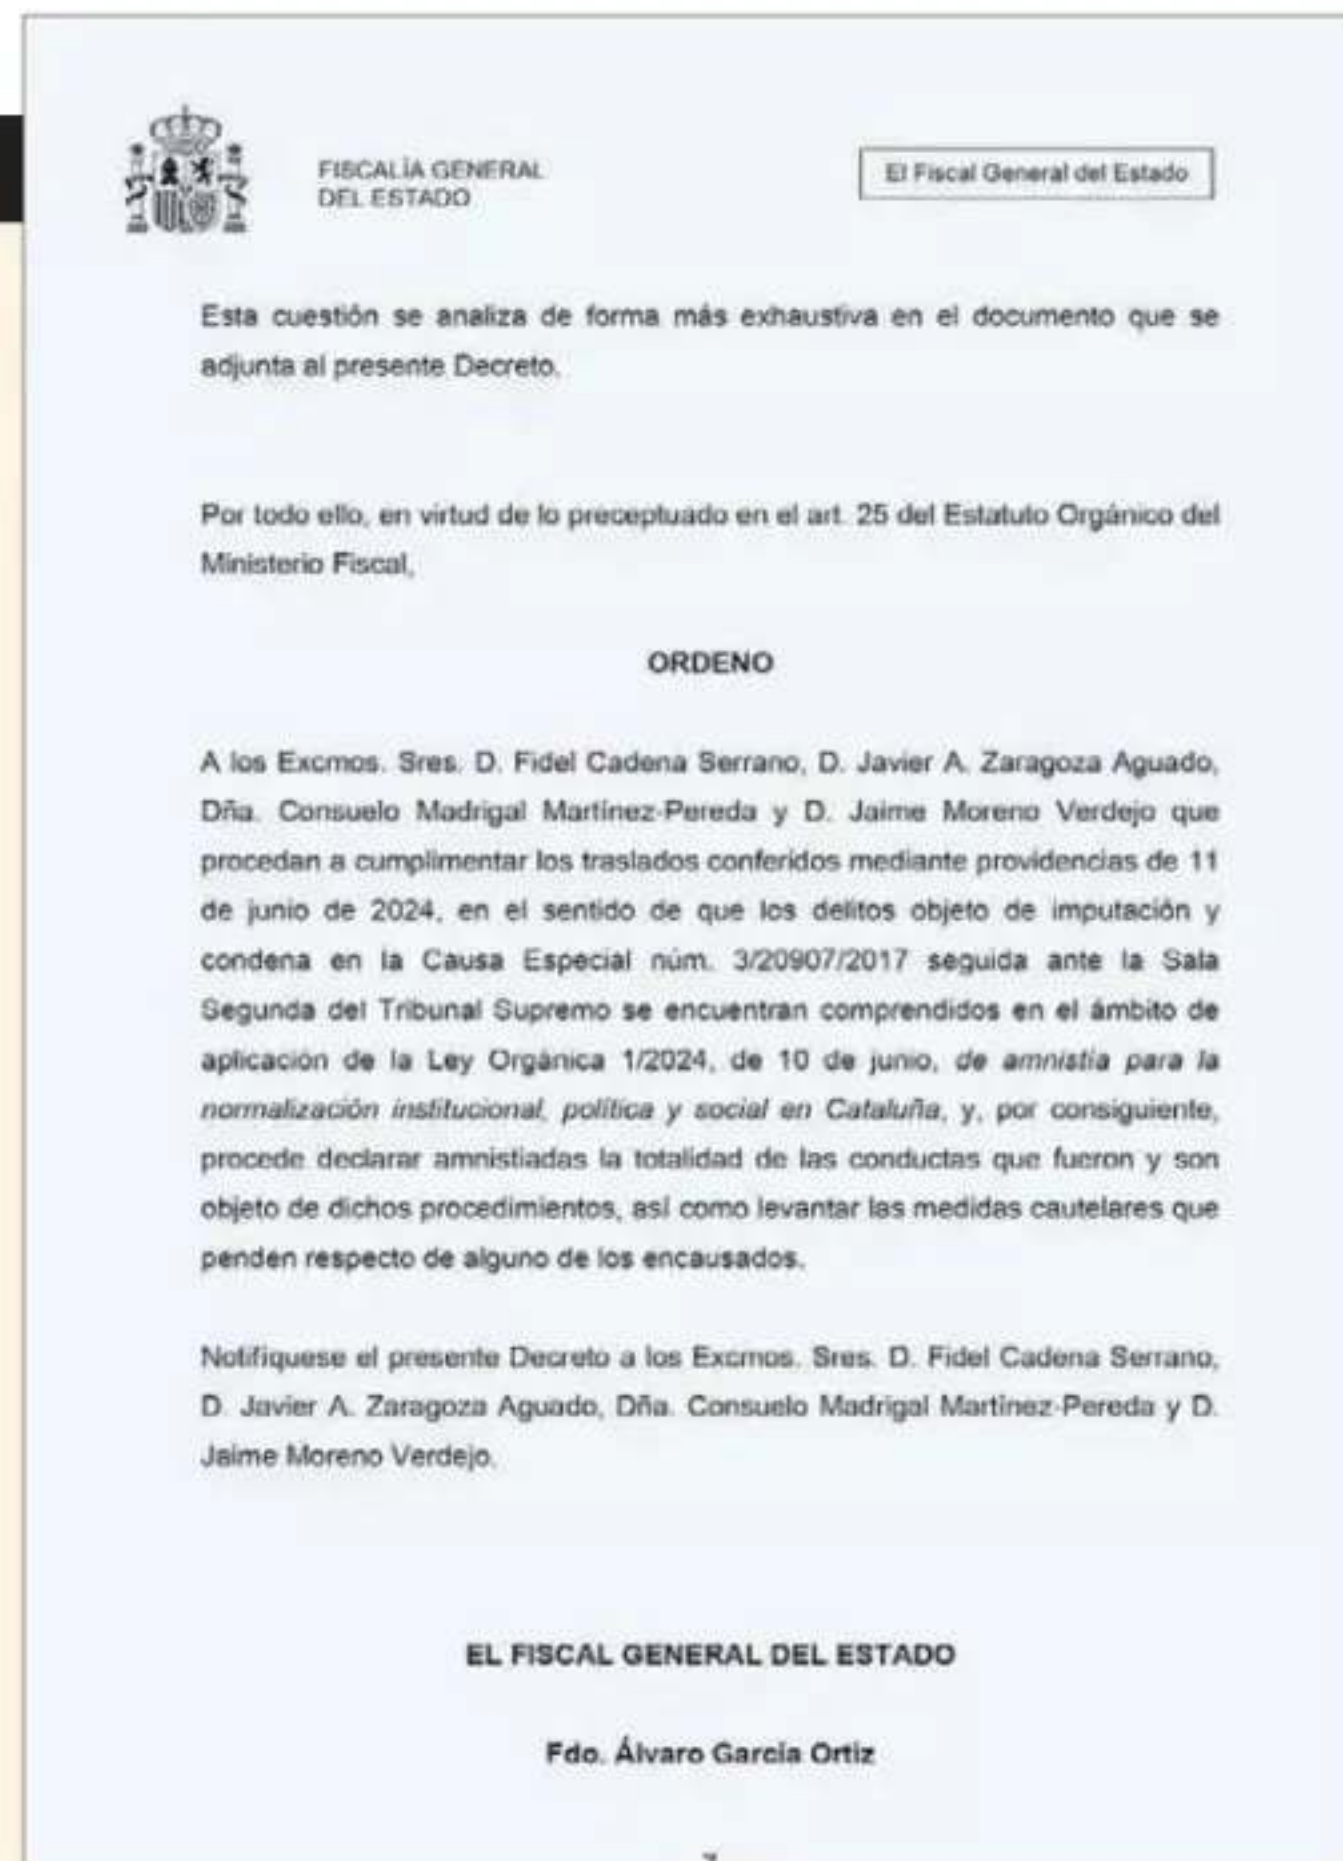 FISCALÍA GENERAL
DEL ESTADO
El Fiscal General del Estado
Esta cuestión se analiza de forma más exhaustiva en el documento que se
adjunta al presente Decreto.
Por todo ello, en virtud de lo preceptuado en el art. 25 del Estatuto Orgánico del
Ministerio Fiscal,
ORDENO
A los Excmos. Sres. D. Fidel Cadena Serrano, D. Javier A. Zaragoza Aguado,
Dña. Consuelo Madrigal Martínez-Pereda y D. Jaime Moreno Verdejo que
procedan a cumplimentar los traslados conferidos mediante providencias de 11
de junio de 2024, en el sentido de que los delitos objeto de imputación y
condena en la Causa Especial núm. 3/20907/2017 seguida ante la Sala
Segunda del Tribunal Supremo se encuentran comprendidos en el ámbito de
aplicación de la Ley Orgánica 1/2024, de 10 de junio, de amnistía para la
normalización institucional, política y social en Cataluña, y, por consiguiente,
procede declarar amnistiadas la totalidad de las conductas que fueron y son
objeto de dichos procedimientos, así como levantar las medidas cautelares que
penden respecto de alguno de los encausados.
Notifíquese el presente Decreto a los Excmos. Sres. D. Fidel Cadena Serrano,
D. Javier A. Zaragoza Aguado, Dña. Consuelo Madrigal Martínez-Pereda y D.
Jaime Moreno Verdejo.
EL FISCAL GENERAL DEL ESTADO
Fdo. Álvaro García Ortiz